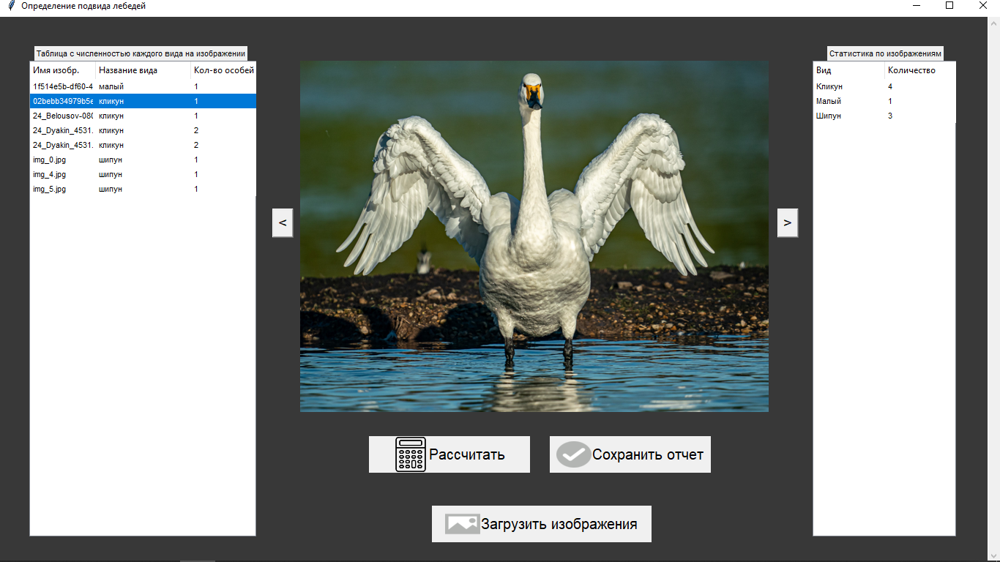 Определение подвида лебедей
Таблица с численностью каждого вида на изображении
Имя изобр. Название вида Кол-во особей
1f514e5b-df60-4 малый 1
02bebb34979b5e кликун 1
24_Belousov-080 кликун 1
24_Dyakin_4531. кликун 2
24_Dyakin_4531. кликун 2
img_0.jpg шипун 1
img_4.jpg шипун 1
img_5.jpg шипун 1
<
>
Статистика по изображениям
Вид Количество
Кликун 4
Малый 1
Шипун 3
Рассчитать
Сохранить отчет
Загрузить изображения